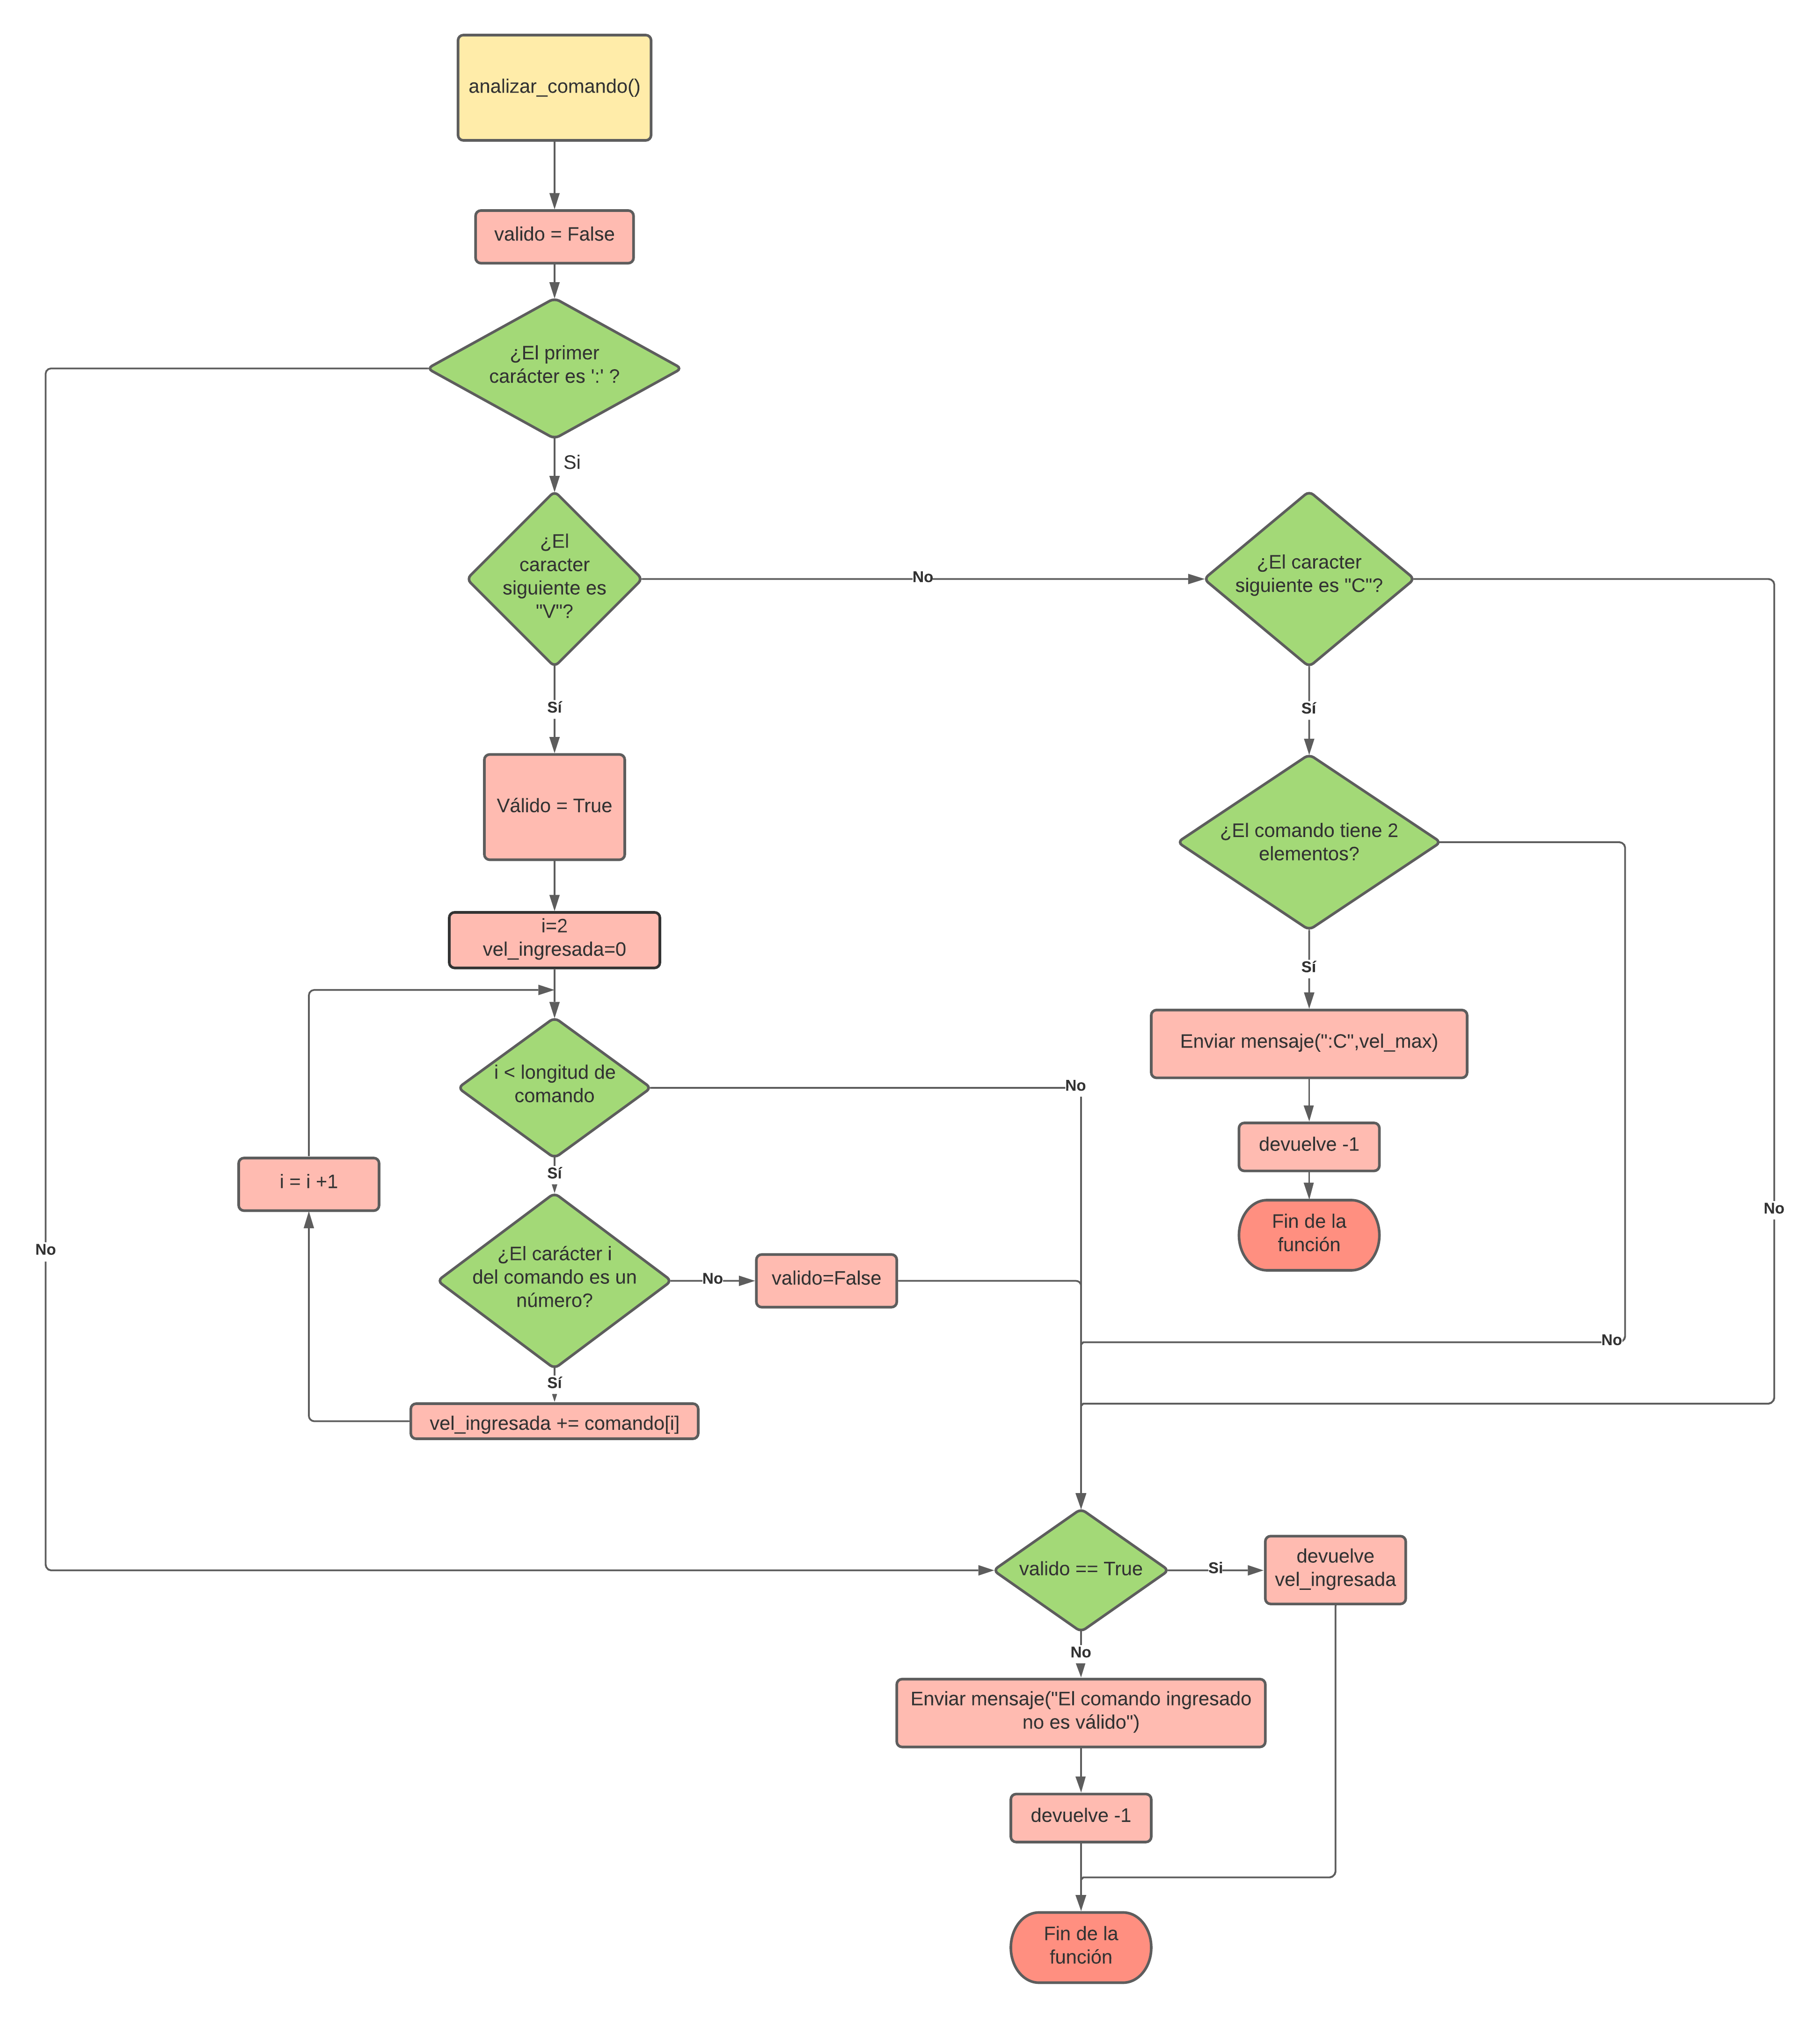 analizar_comando()
valido = False
¿El primer
carácter es ':' ?
Si
¿El
caracter
siguiente es
"V"?
No
¿El caracter
siguiente es "C"?
Sí
Sí
Válido = True
¿El comando tiene 2
elementos?
i=2
vel_ingresada=0
Sí
Enviar mensaje(":C",vel_max)
i < longitud de
comando
No
devuelve -1
Sí
i = i +1
No
Fin de la
función
No
¿El carácter i
del comando es un
número?
No
valido=False
No
Sí
vel_ingresada += comando[i]
valido == True
Si
devuelve
vel_ingresada
No
Enviar mensaje("El comando ingresado
no es válido")
devuelve -1
Fin de la
función